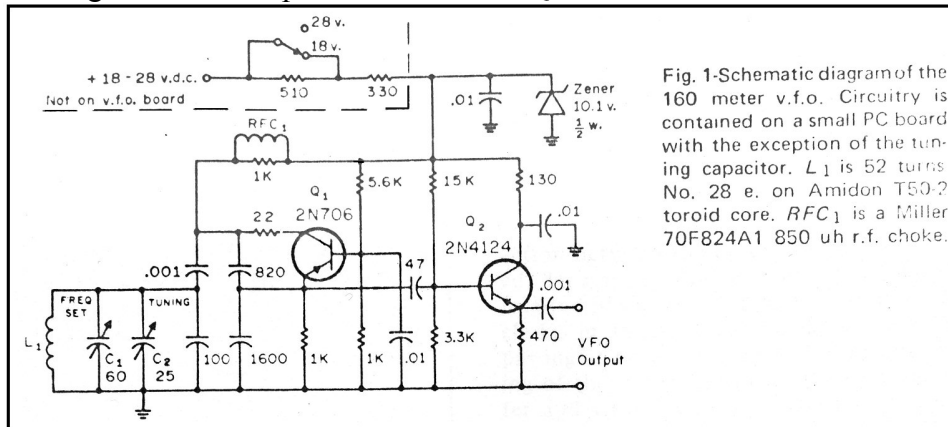 28 v.
18 v.
+ 18 - 28 v.d.c.
510
330
Not on v.f.o. board
.01
Zener
10.1 v.
½ w.
RFC1
1K
5.6K
15K
130
Q1
2N706
22
Q2
2N4124
.01
.001
820
47
.001
FREQ
SET
TUNING
L1
C1
60
C2
25
100
1600
1K
1K
.01
3.3K
470
VFO
Output
Fig. 1-Schematic diagram of the
160 meter v.f.o. Circuitry is
contained on a small PC board
with the exception of the tun-
ing capacitor. L1 is 52 turns
No. 28 e. on Amidon T50-2
toroid core. RFC1 is a Miller
70F824A1 850 uh r.f. choke.